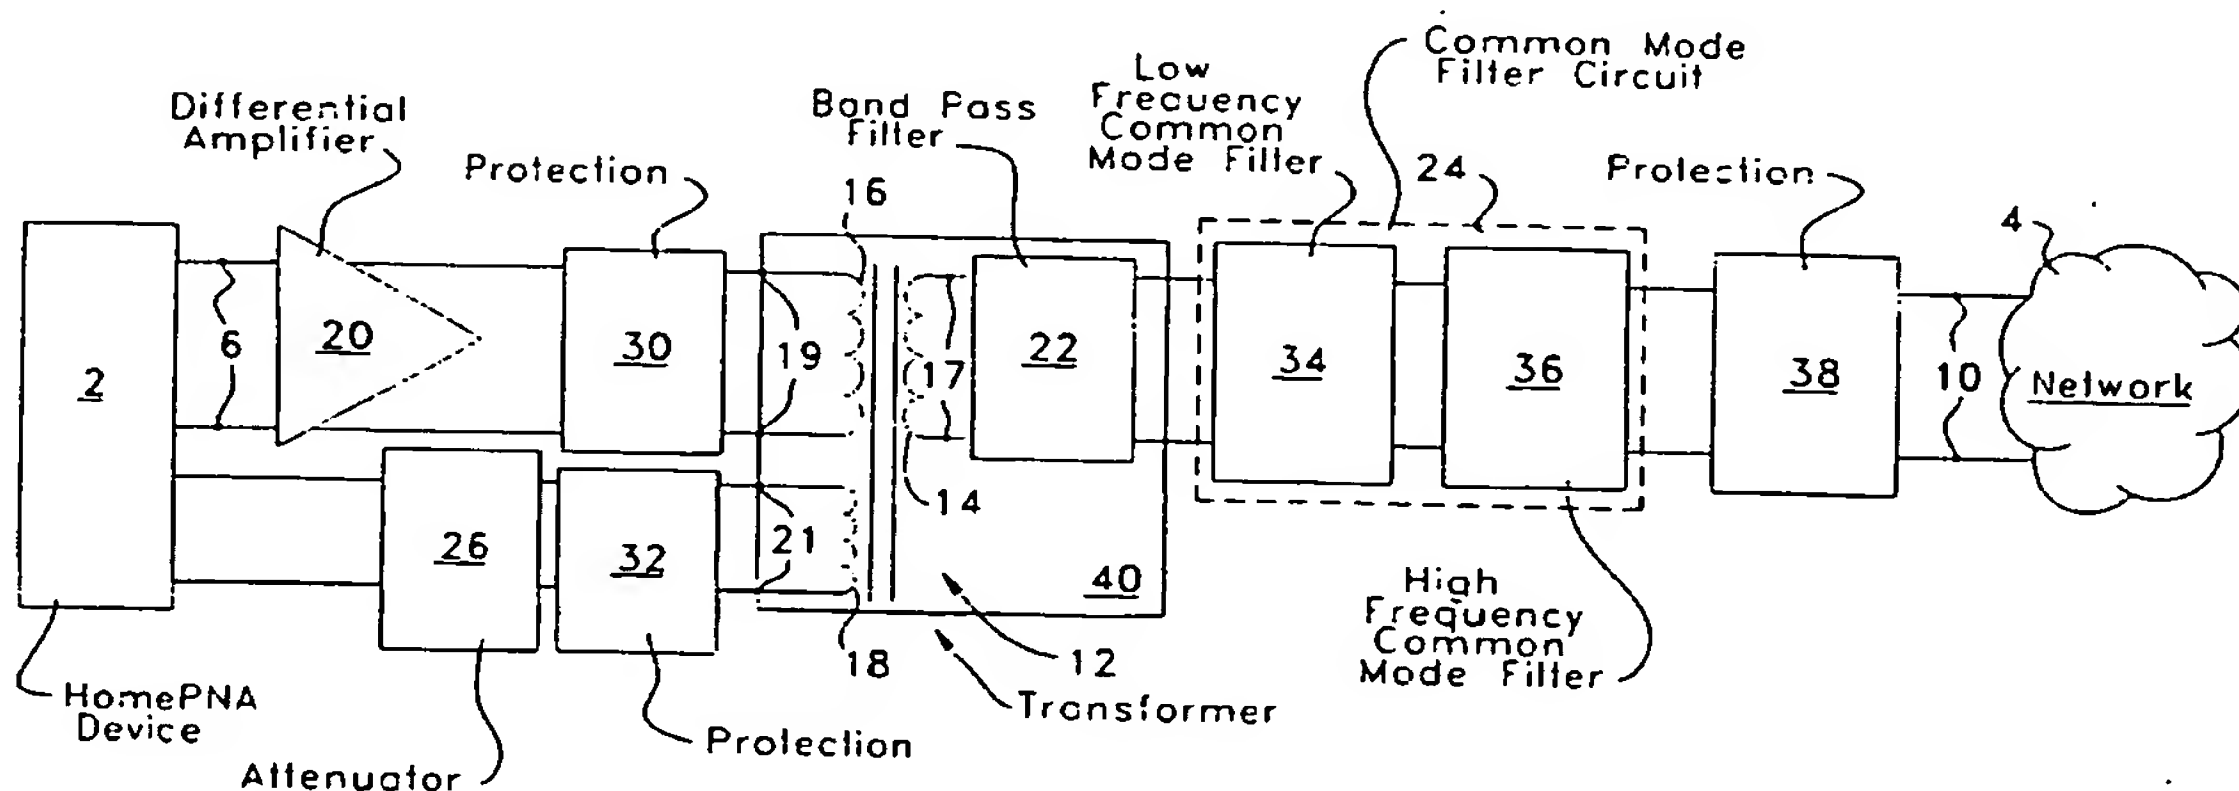 Common Mode
Filter Circuit
Low
Frequency
Common
Mode Filter
Band Pass
Filter
Differential
Amplifier
Protection
16
24
Protection
4
2
6
20
30
19
17
22
34
36
38
10
Network
26
32
21
14
40
18
12
Transformer
High
Frequency
Common
Mode Filter
HomePNA
Device
Attenuator
Protection